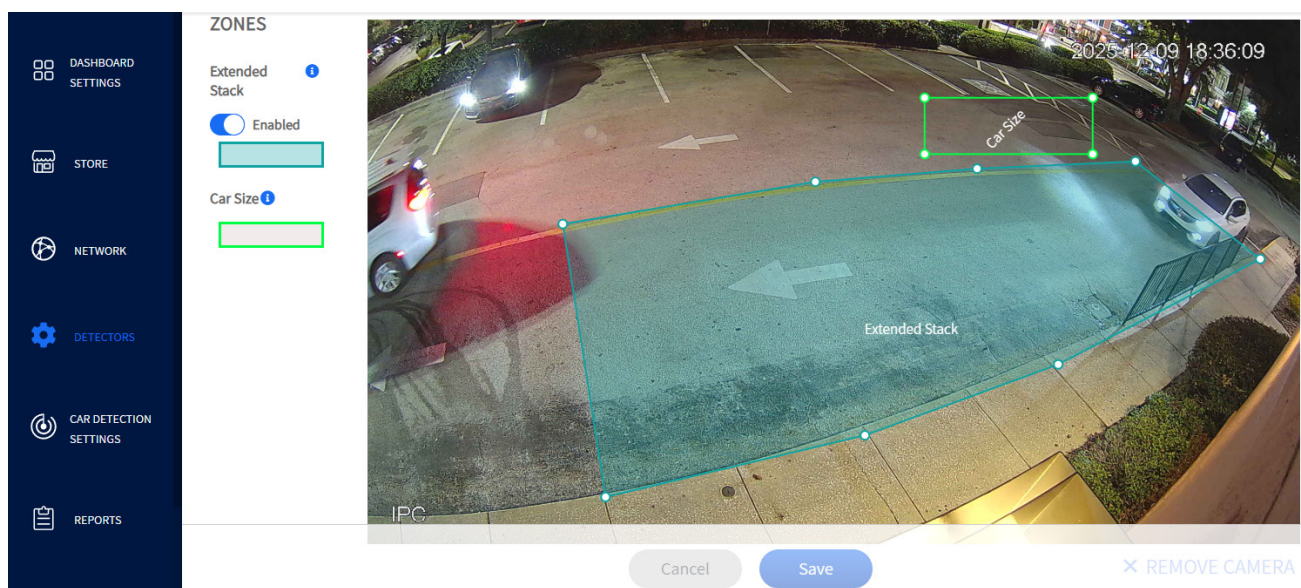 ZONES
DASHBOARD
SETTINGS
Extended
Stack
Enabled
STORE
Car Size
NETWORK
DETECTORS
CAR DETECTION
SETTINGS
REPORTS
2025-12-09 18:36:09
Car Size
Extended Stack
IPC
Cancel
Save
× REMOVE CAMERA